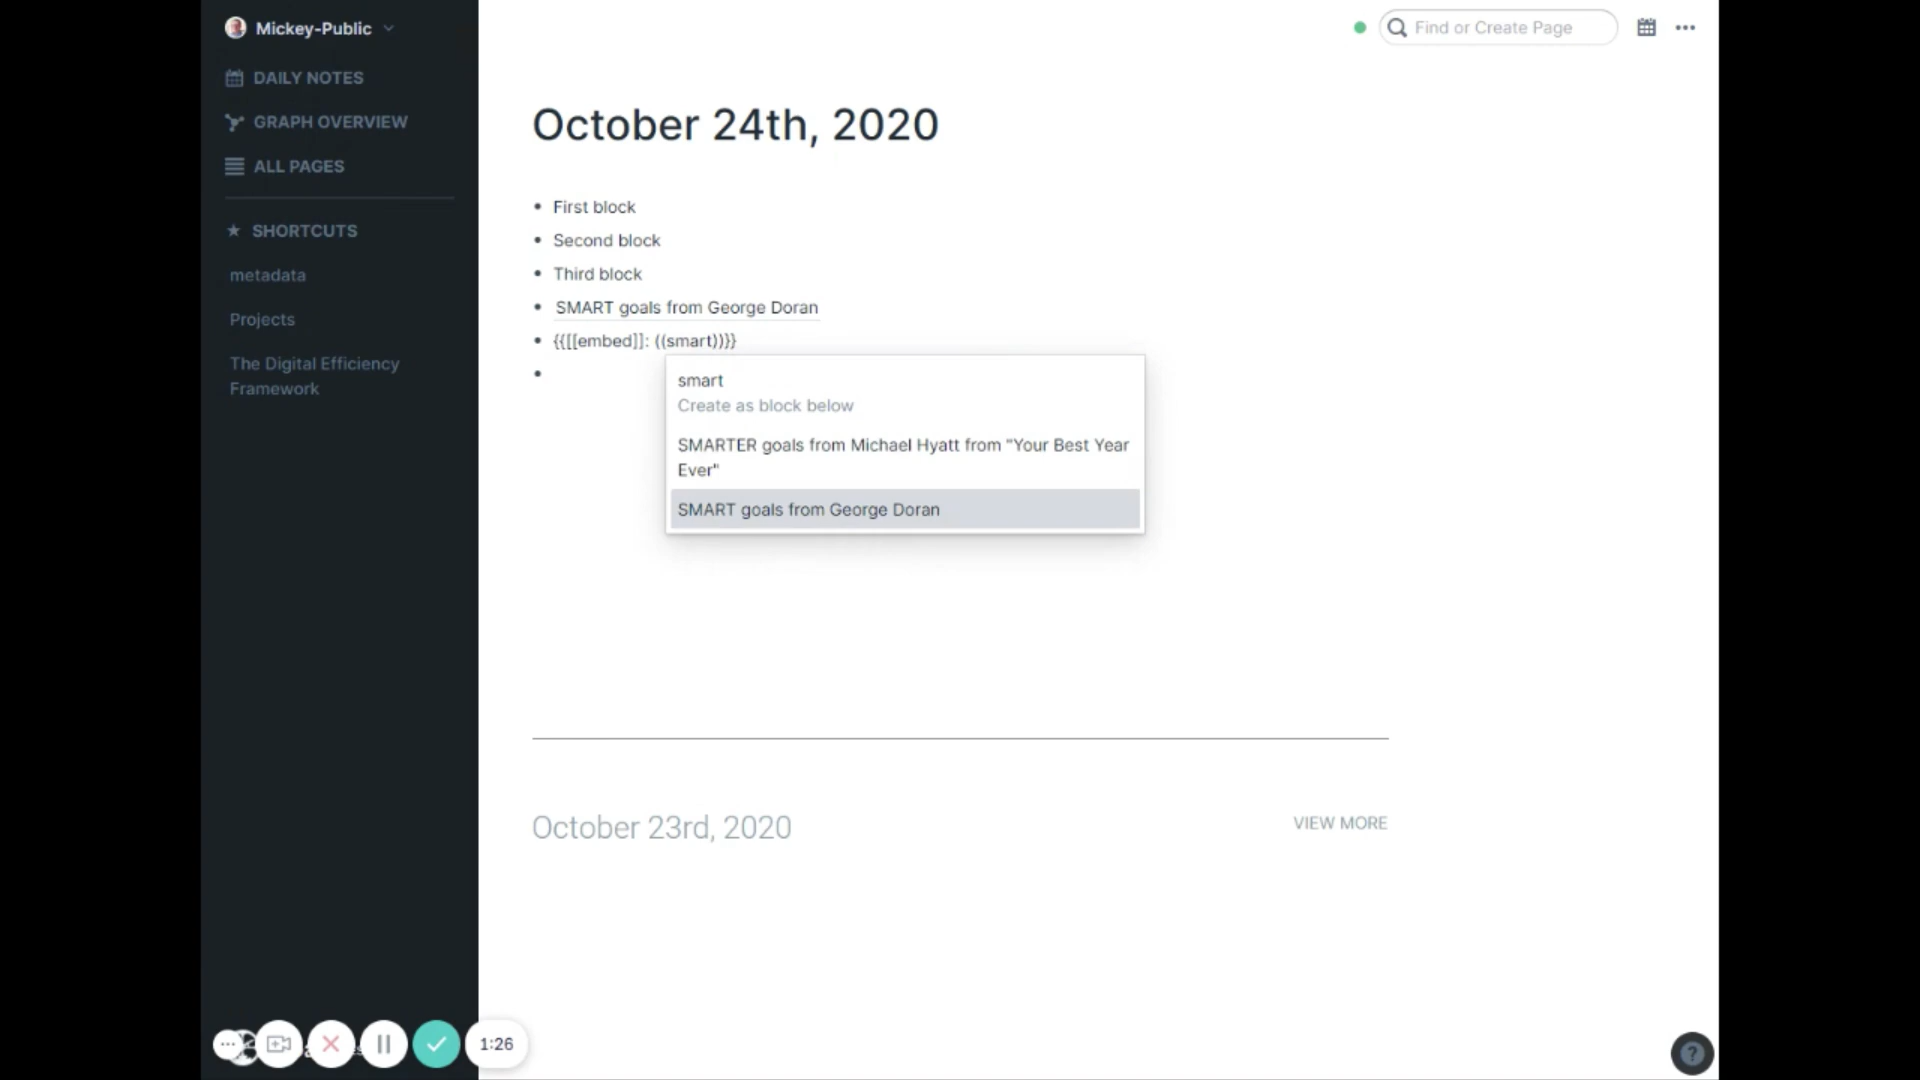 Mickey-Public
DAILY NOTES
GRAPH OVERVIEW
ALL PAGES
SHORTCUTS
metadata
Projects
The Digital Efficiency
Framework
Find or Create Page
October 24th, 2020
First block
Second block
Third block
SMART goals from George Doran
{{[[embed]]: ((smart))}}
smart
Create as block below
SMARTER goals from Michael Hyatt from "Your Best Year
Ever"
SMART goals from George Doran
October 23rd, 2020
VIEW MORE
1:26
?